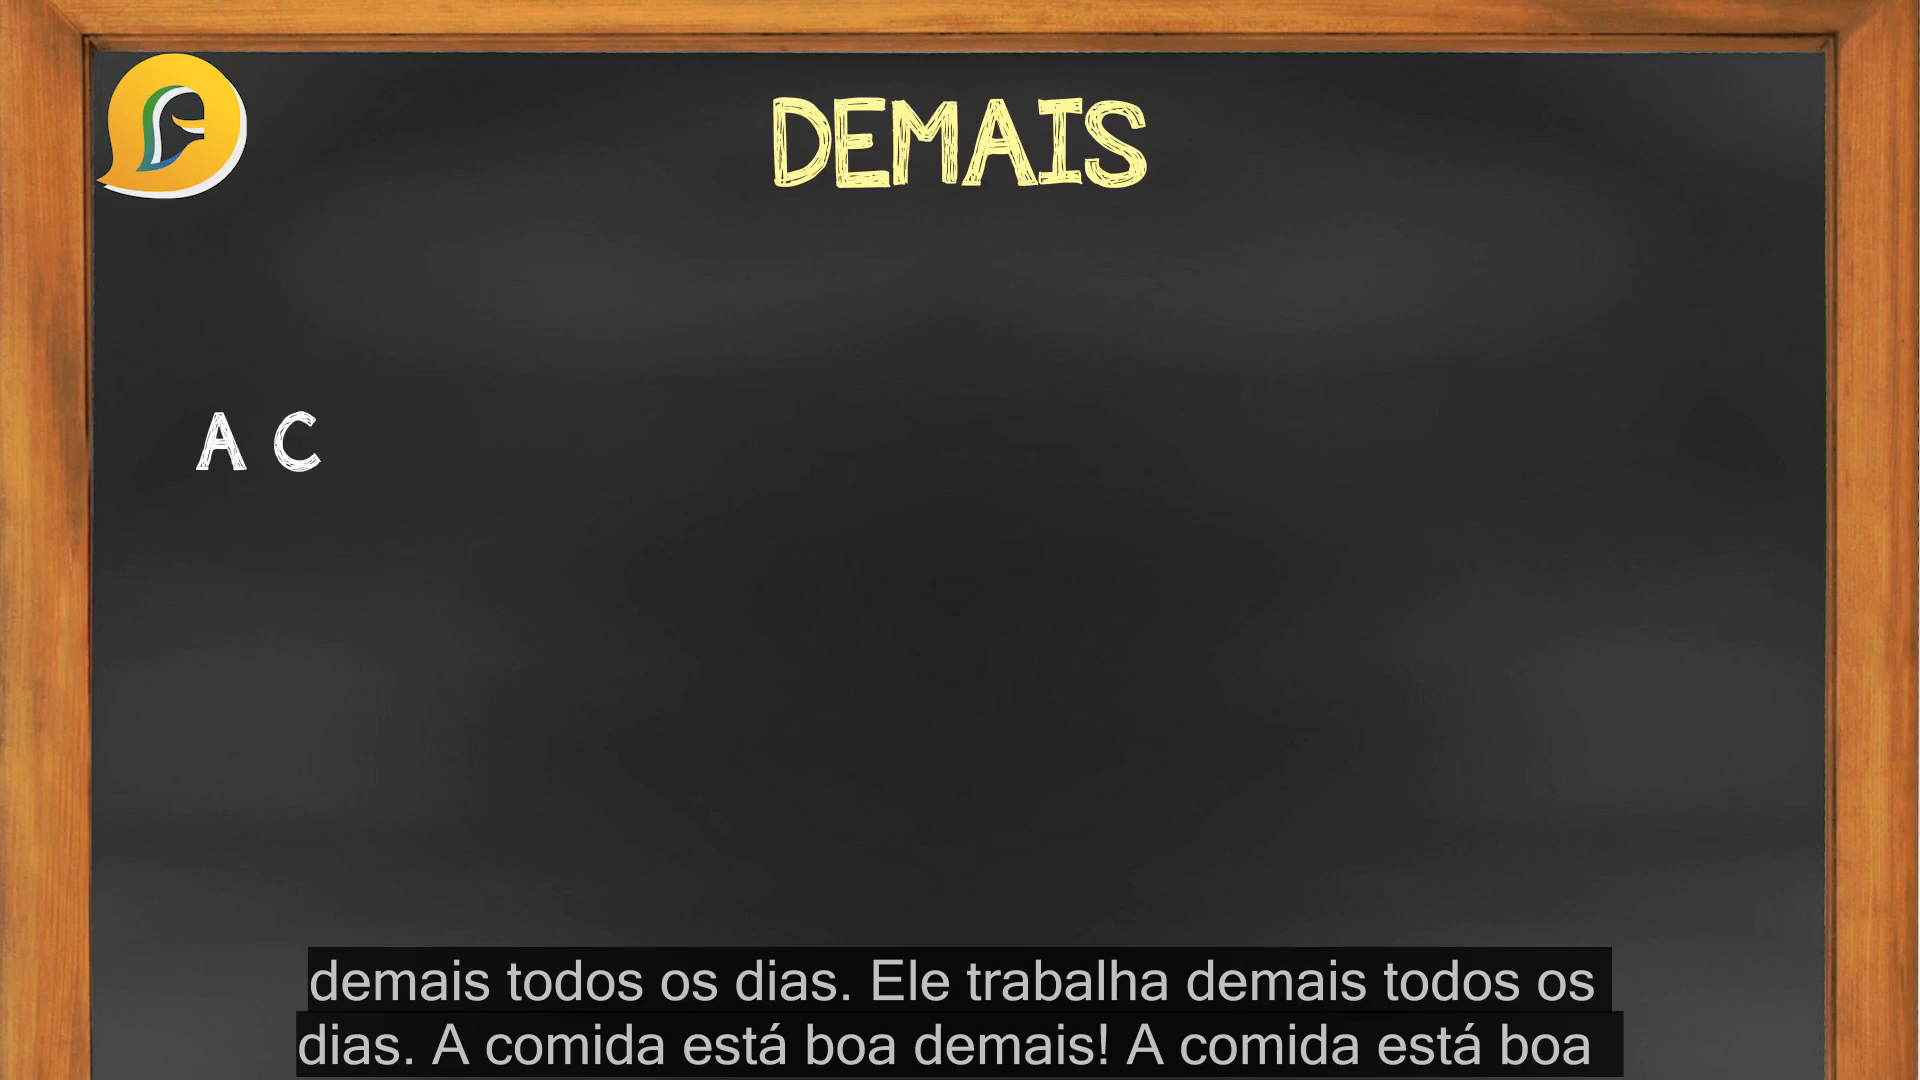 DEMAIS
A C
demais todos os dias. Ele trabalha demais todos os
dias. A comida está boa demais! A comida está boa